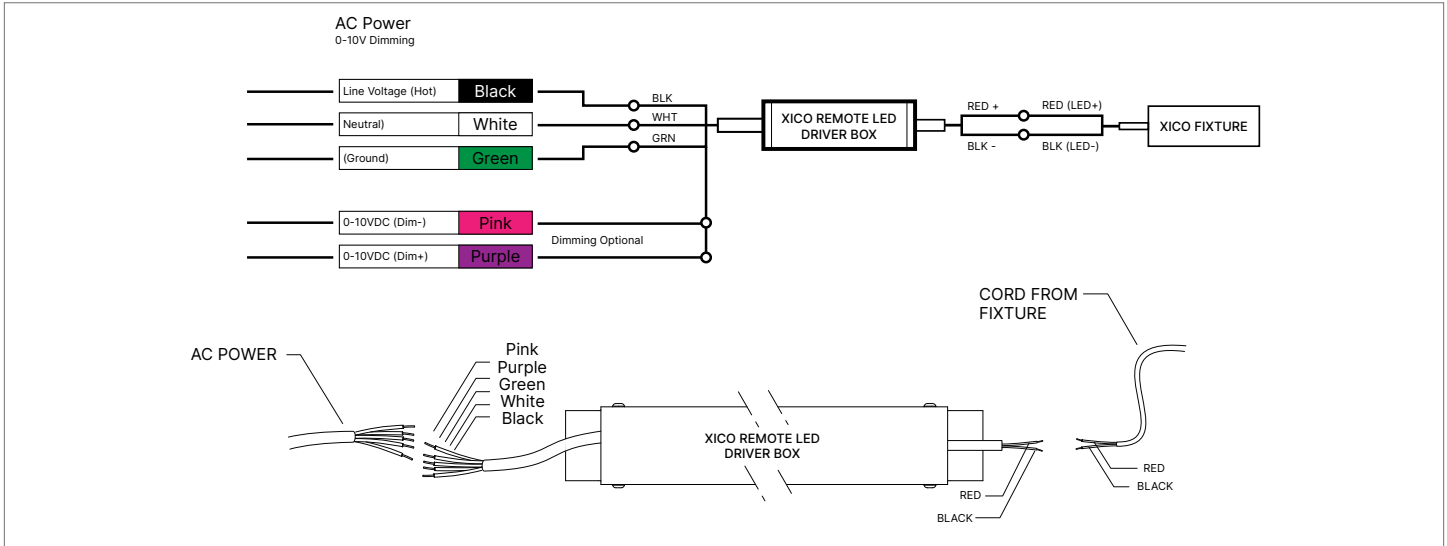 AC Power
0-10V Dimming
Line Voltage (Hot) Black
Neutral) White
(Ground) Green
0-10VDC (Dim-) Pink
0-10VDC (Dim+) Purple
Dimming Optional
BLK
WHT
GRN
XICO REMOTE LED
DRIVER BOX
RED +
BLK -
RED (LED+)
BLK (LED-)
XICO FIXTURE
CORD FROM
FIXTURE
AC POWER
Pink
Purple
Green
White
Black
XICO REMOTE LED
DRIVER BOX
RED
BLACK
RED
BLACK